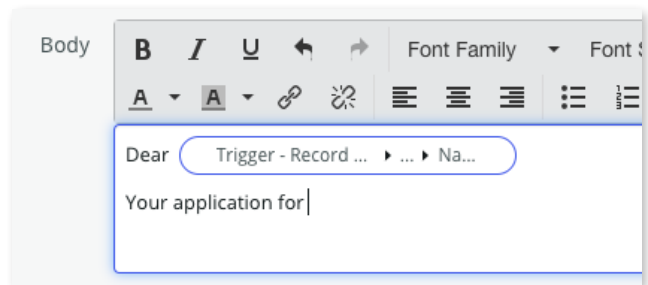 Body
B I U Font Family Font S
A A
Dear Trigger - Record ... ▸ ... ▸ Na...
Your application for